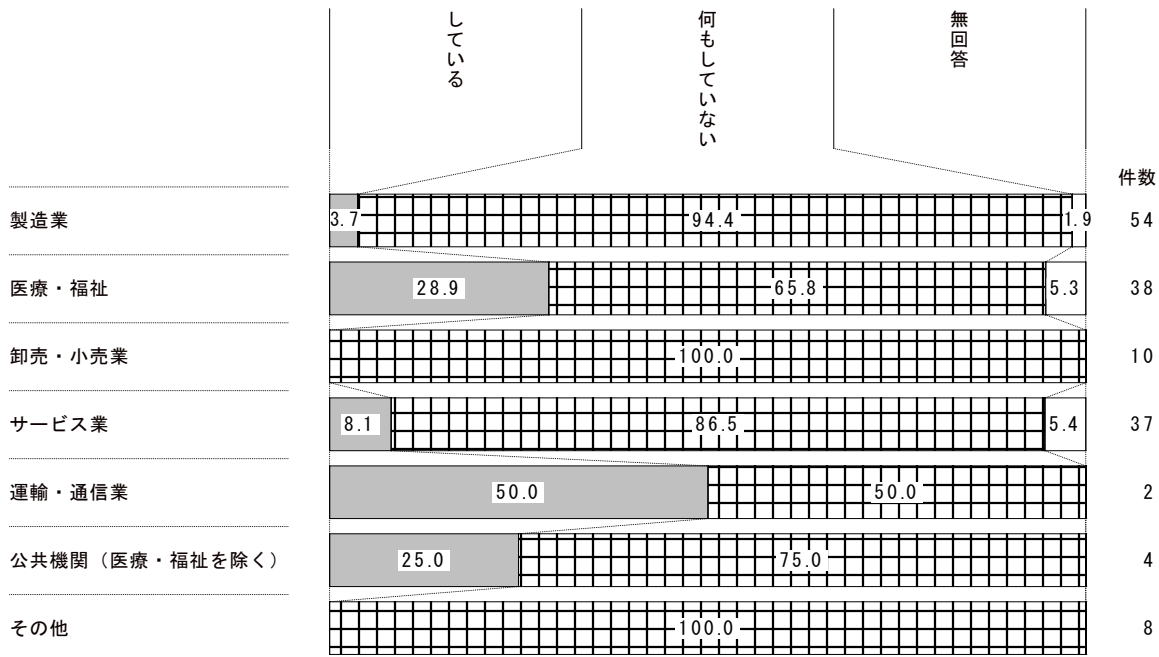 している
何もしていない
無回答
件数
製造業 3.7 94.4 1.9 54
医療・福祉 28.9 65.8 5.3 38
卸売・小売業 100.0 10
サービス業 8.1 86.5 5.4 37
運輸・通信業 50.0 50.0 2
公共機関（医療・福祉を除く） 25.0 75.0 4
その他 100.0 8